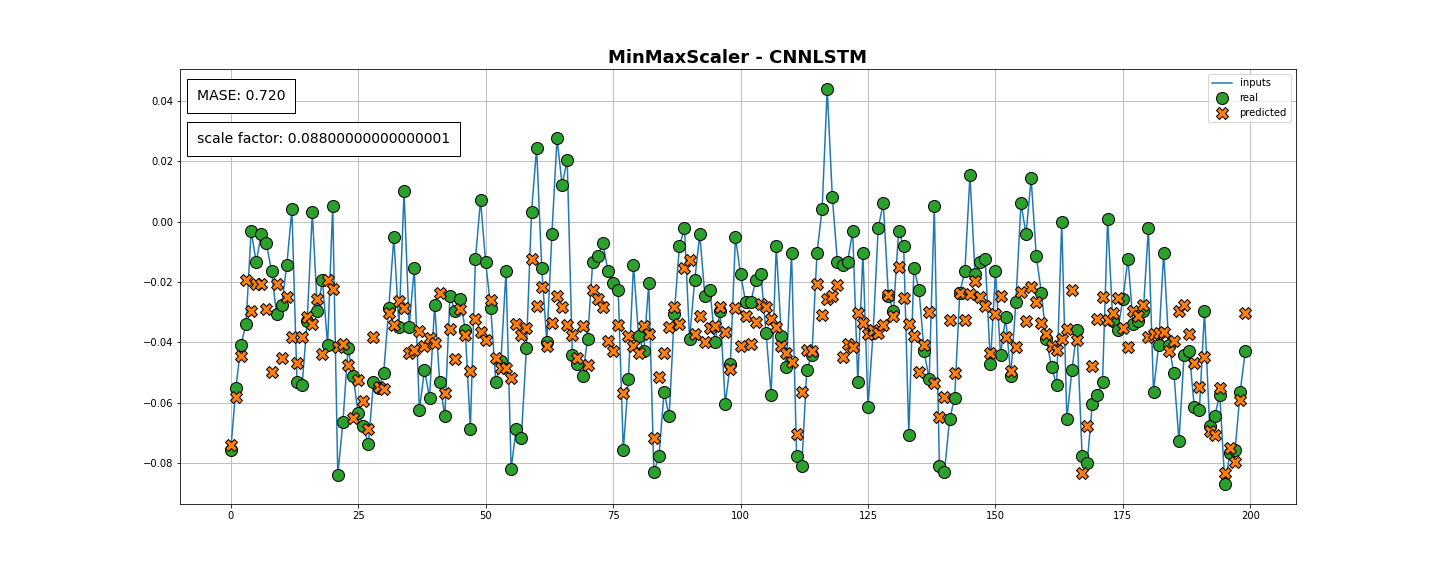 MinMaxScaler - CNNLSTM
MASE: 0.720
scale factor: 0.08800000000000001
inputs
real
predicted
0.04
0.02
0.00
−0.02
−0.04
−0.06
−0.08
0 25 50 75 100 125 150 175 200